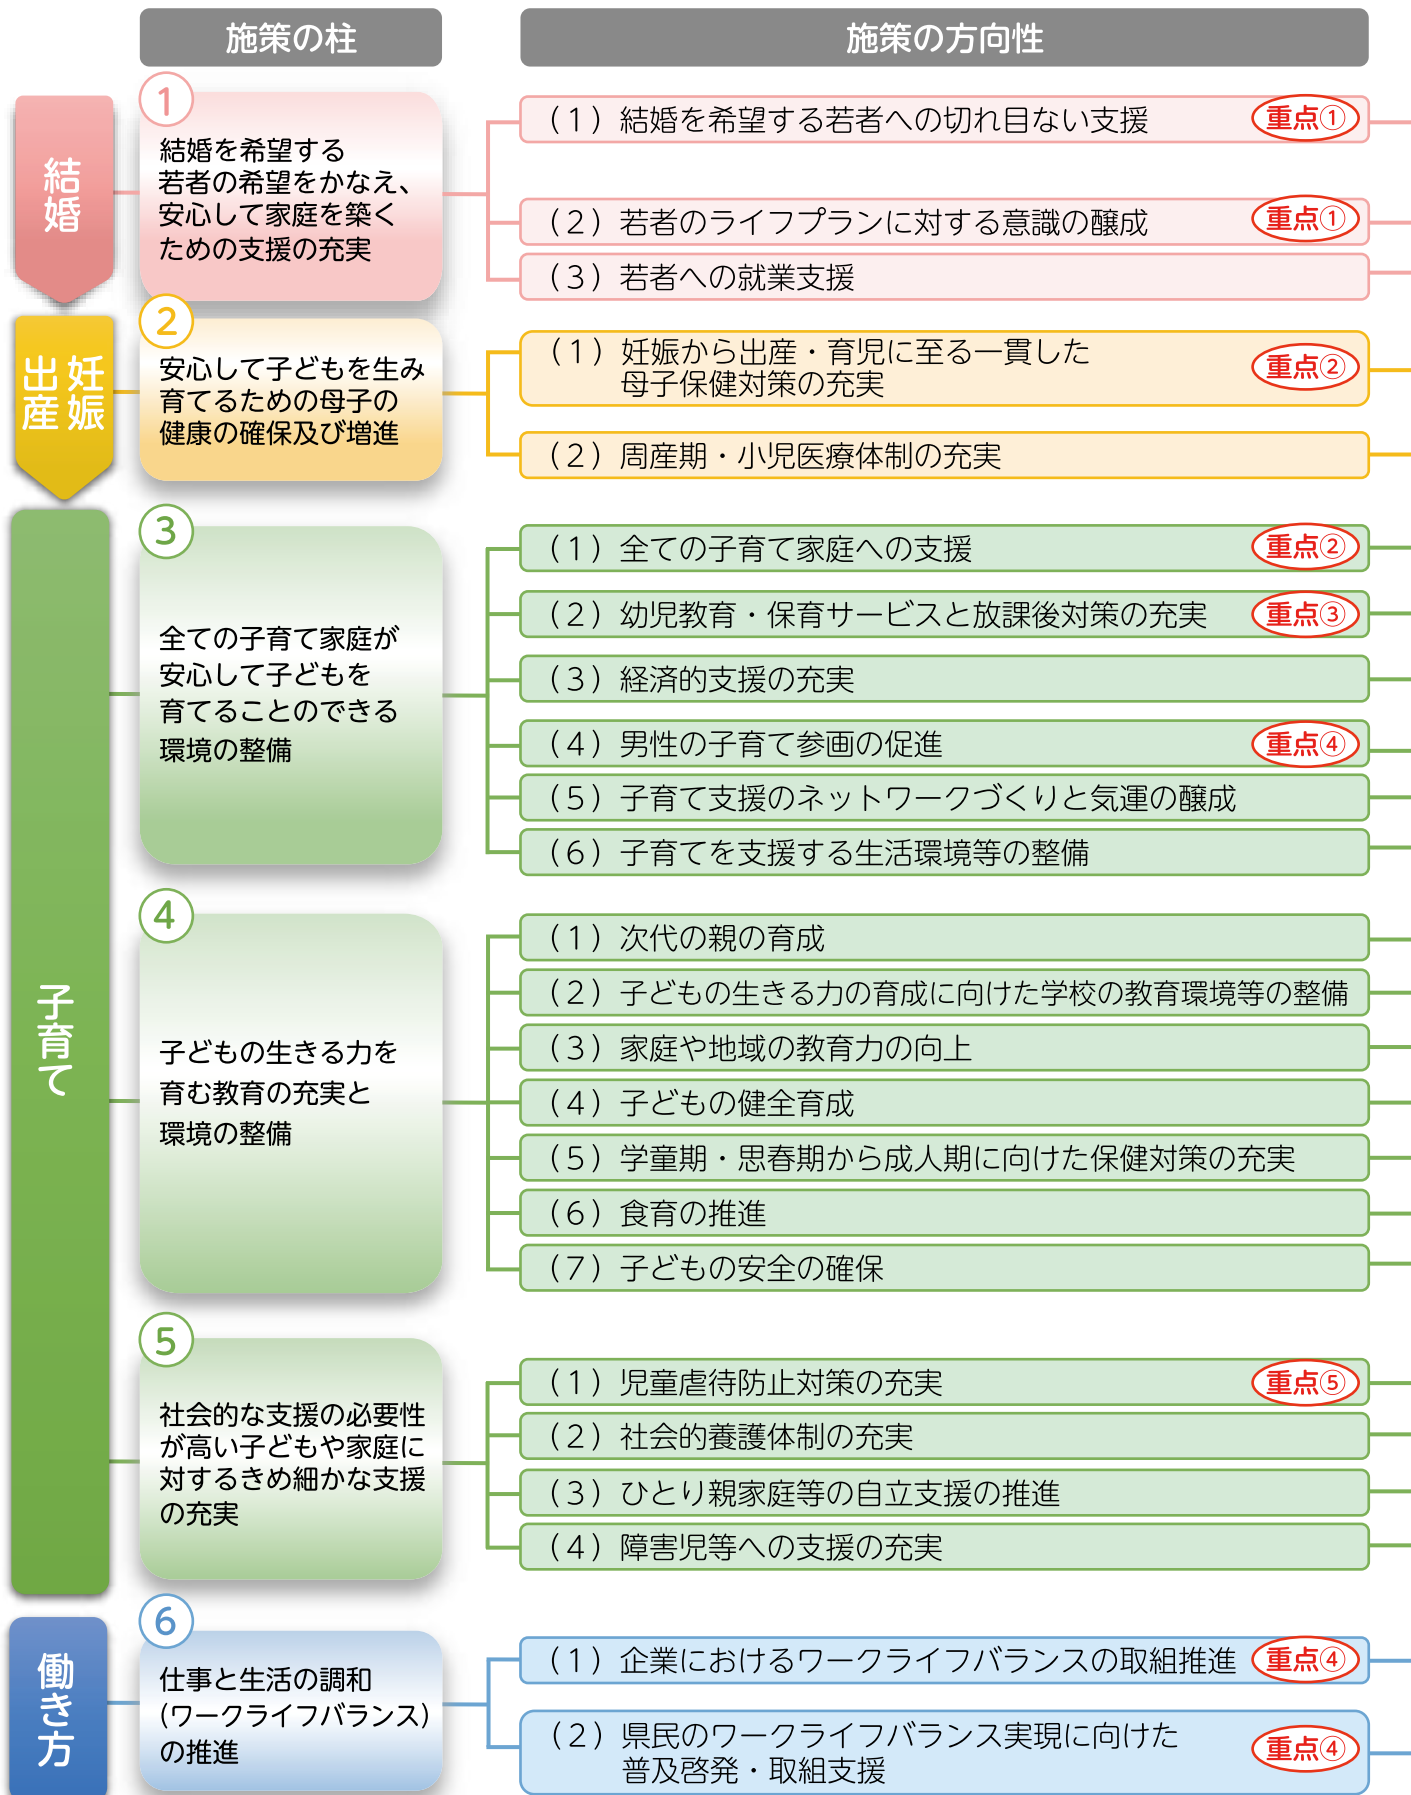 施策の柱
施策の方向性
結婚
①
結婚を希望する
若者の希望をかなえ、
安心して家庭を築く
ための支援の充実
（１）結婚を希望する若者への切れ目ない支援 重点①
（２）若者のライフプランに対する意識の醸成 重点①
（３）若者への就業支援
妊娠
出産
②
安心して子どもを生み
育てるための母子の
健康の確保及び増進
（１）妊娠から出産・育児に至る一貫した
母子保健対策の充実 重点②
（２）周産期・小児医療体制の充実
子育て
③
全ての子育て家庭が
安心して子どもを
育てることのできる
環境の整備
（１）全ての子育て家庭への支援 重点②
（２）幼児教育・保育サービスと放課後対策の充実 重点③
（３）経済的支援の充実
（４）男性の子育て参画の促進 重点④
（５）子育て支援のネットワークづくりと気運の醸成
（６）子育てを支援する生活環境等の整備
④
子どもの生きる力を
育む教育の充実と
環境の整備
（１）次代の親の育成
（２）子どもの生きる力の育成に向けた学校の教育環境等の整備
（３）家庭や地域の教育力の向上
（４）子どもの健全育成
（５）学童期・思春期から成人期に向けた保健対策の充実
（６）食育の推進
（７）子どもの安全の確保
⑤
社会的な支援の必要性
が高い子どもや家庭に
対するきめ細かな支援
の充実
（１）児童虐待防止対策の充実 重点⑤
（２）社会的養護体制の充実
（３）ひとり親家庭等の自立支援の推進
（４）障害児等への支援の充実
働き方
⑥
仕事と生活の調和
（ワークライフバランス）
の推進
（１）企業におけるワークライフバランスの取組推進 重点④
（２）県民のワークライフバランス実現に向けた
普及啓発・取組支援 重点④